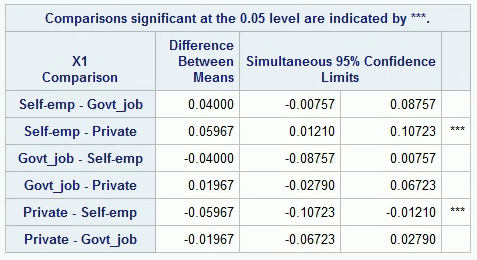 Comparisons significant at the 0.05 level are indicated by ***.
X1 Comparison Difference Between Means Simultaneous 95% Confidence Limits
Self-emp - Govt_job 0.04000 -0.00757 0.08757
Self-emp - Private 0.05967 0.01210 0.10723 ***
Govt_job - Self-emp -0.04000 -0.08757 0.00757
Govt_job - Private 0.01967 -0.02790 0.06723
Private - Self-emp -0.05967 -0.10723 -0.01210 ***
Private - Govt_job -0.01967 -0.06723 0.02790